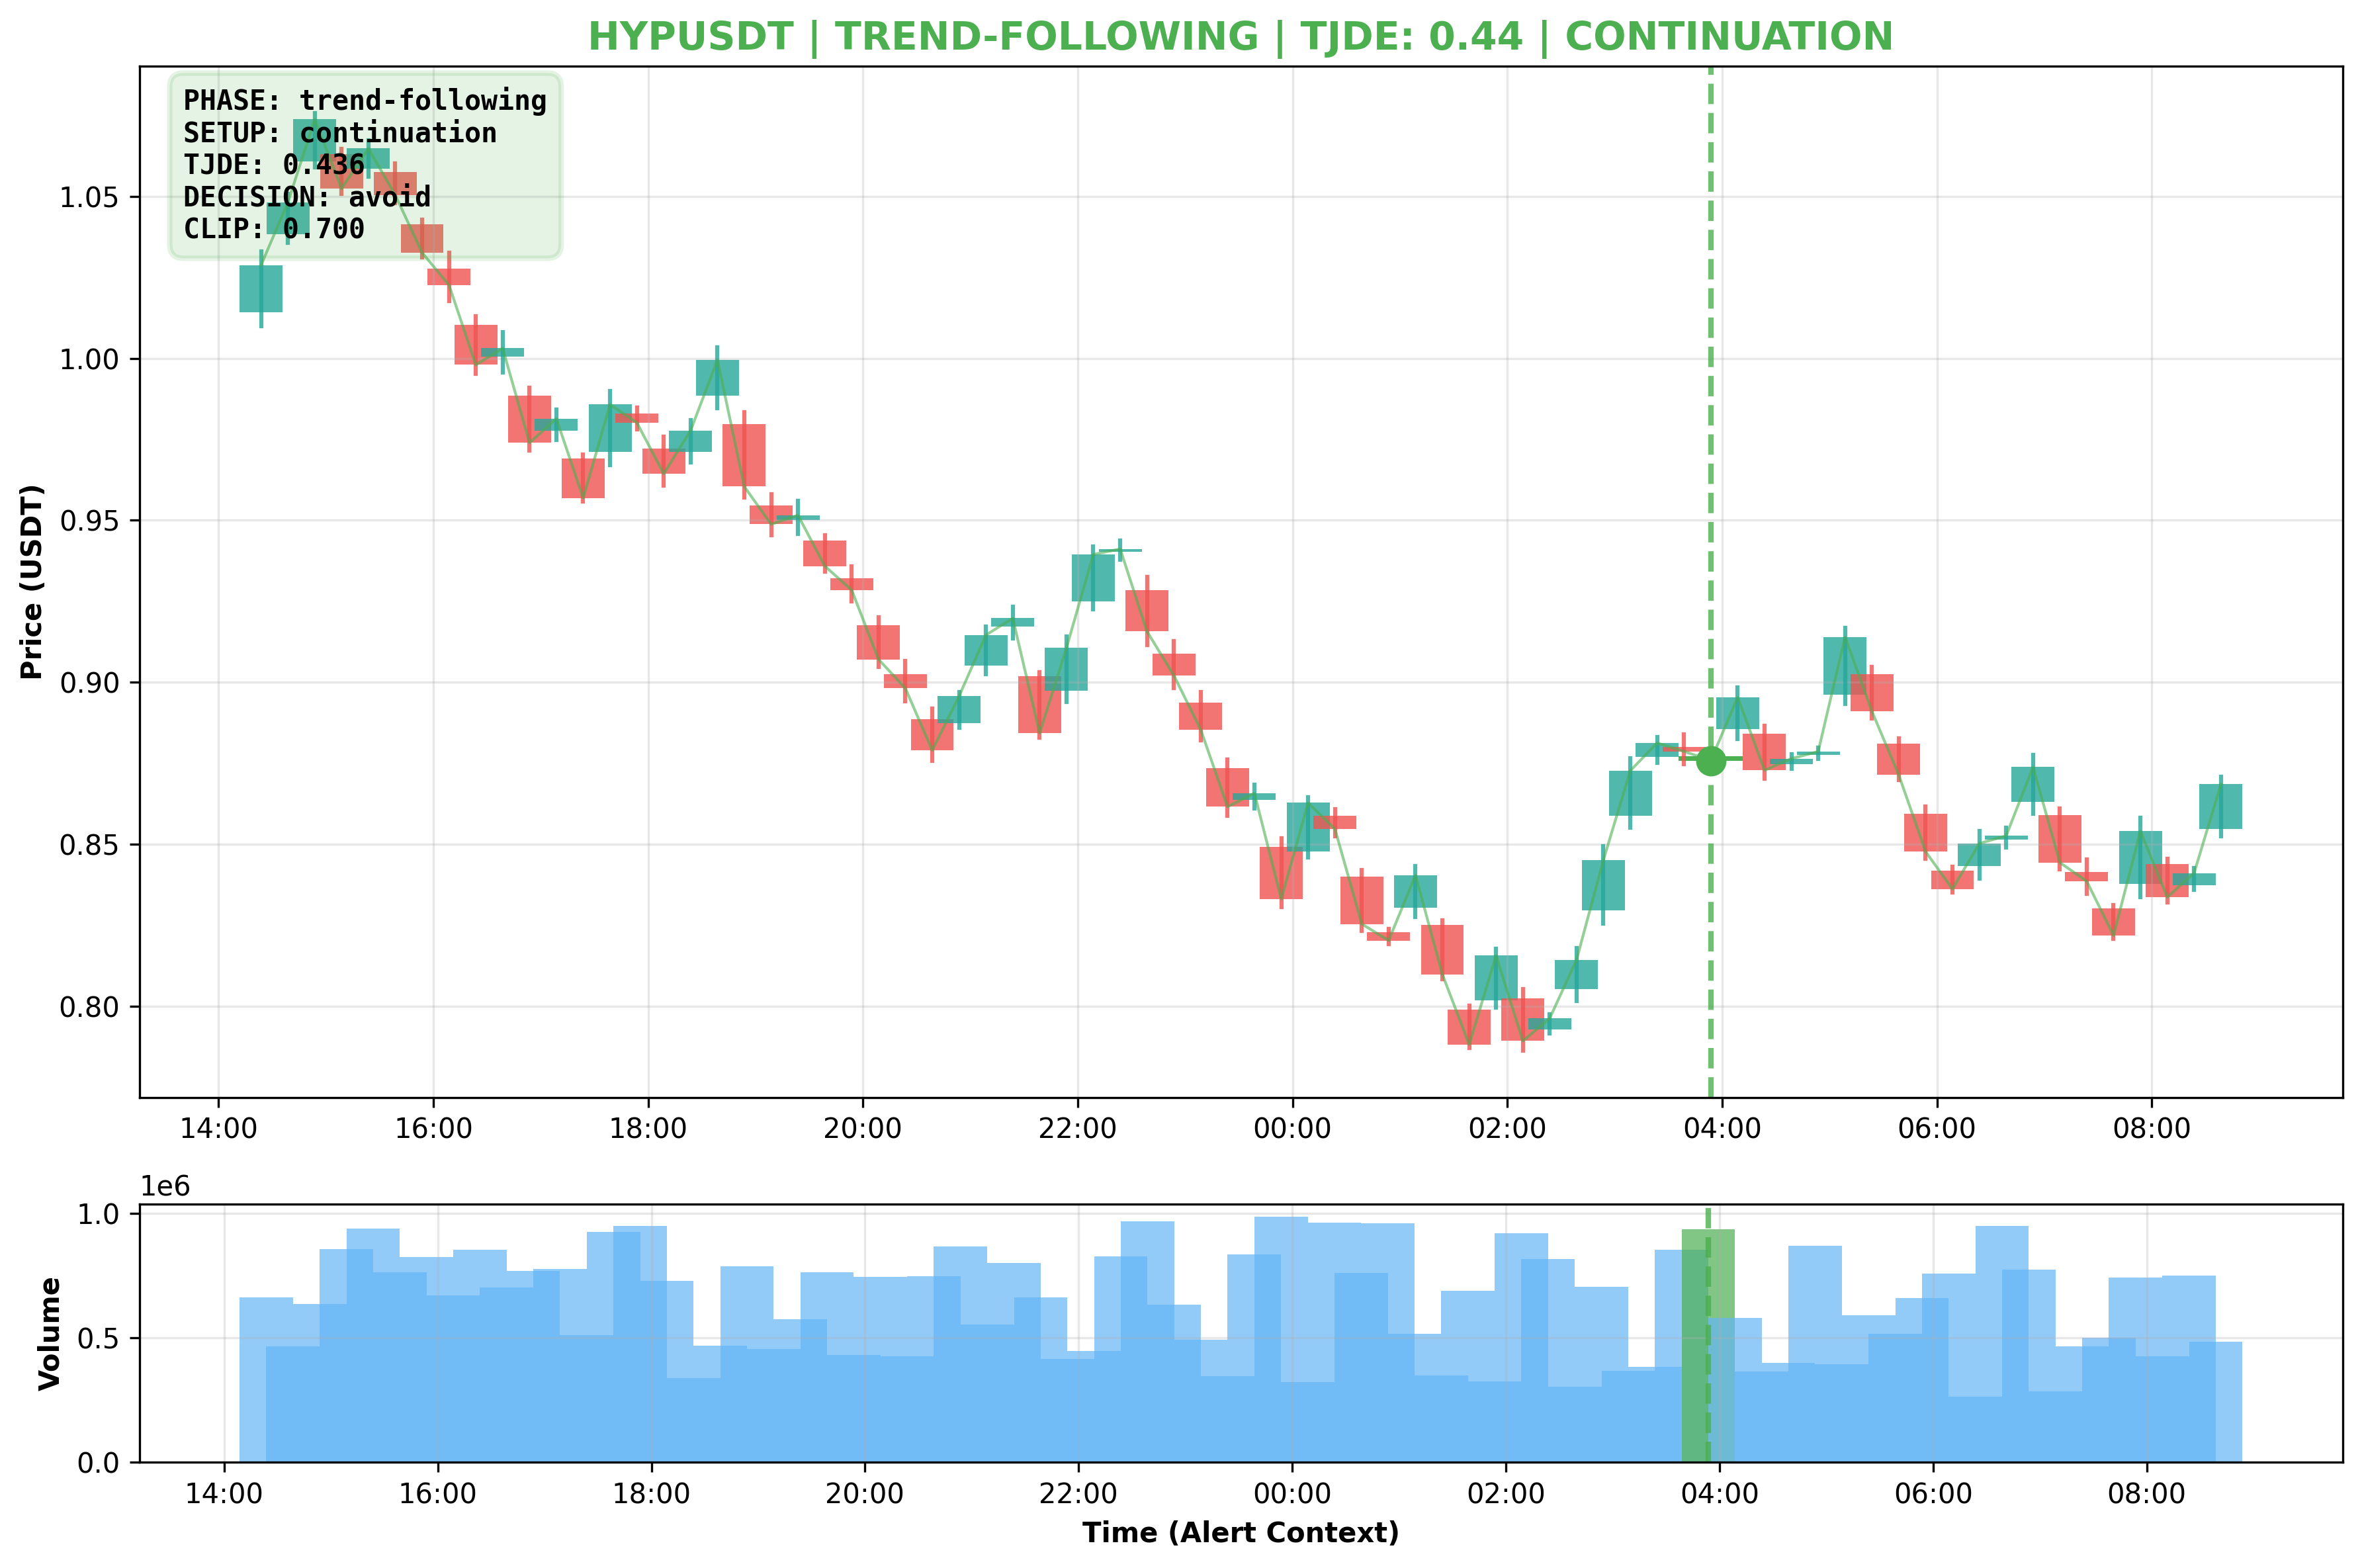 HYPUSDT | TREND-FOLLOWING | TJDE: 0.44 | CONTINUATION
PHASE: trend-following
SETUP: continuation
TJDE: 0.436
DECISION: avoid
CLIP: 0.700
Price (USDT)
1.05
1.00
0.95
0.90
0.85
0.80
14:00 16:00 18:00 20:00 22:00 00:00 02:00 04:00 06:00 08:00
1e6
Volume
1.0
0.5
0.0
14:00 16:00 18:00 20:00 22:00 00:00 02:00 04:00 06:00 08:00
Time (Alert Context)